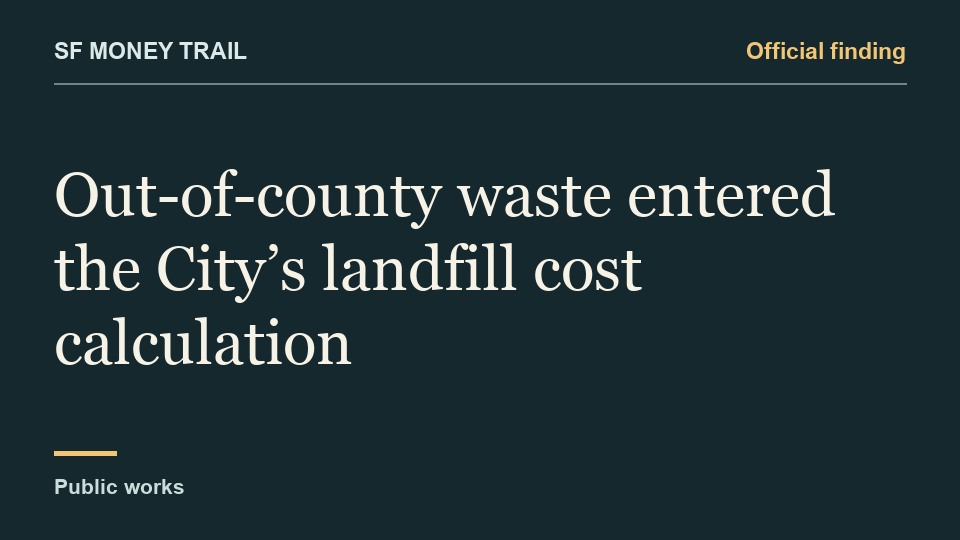 SF MONEY TRAIL
Official finding
Out-of-county waste entered
the City’s landfill cost
calculation
Public works